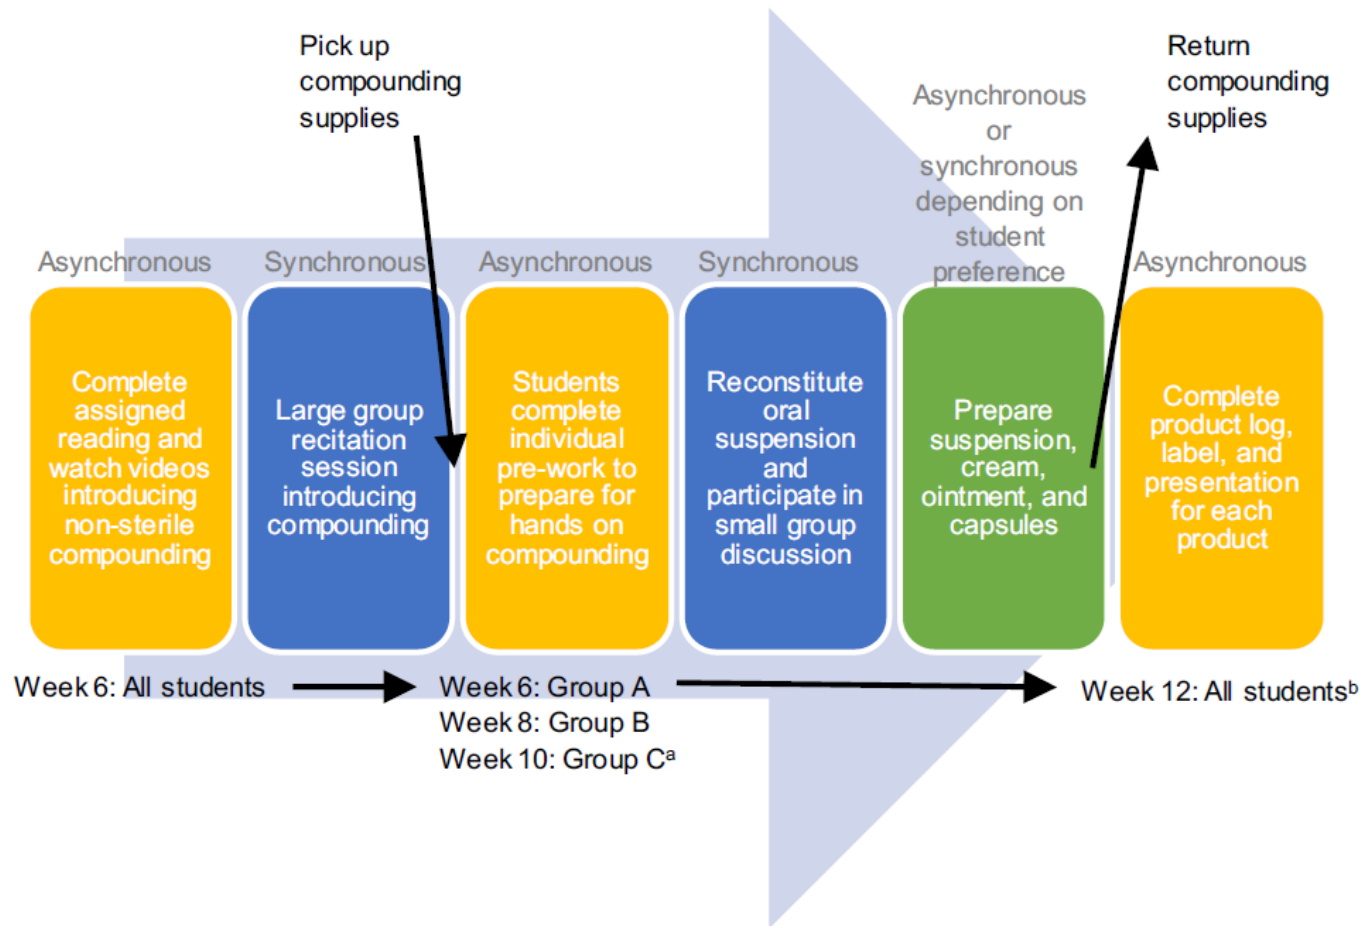 Pick up
compounding
supplies
Return
compounding
supplies
Asynchronous
or
synchronous
depending on
student
preference
Asynchronous
Synchronous
Asynchronous
Synchronous
Asynchronous
Complete
assigned
reading and
watch videos
introducing
non-sterile
compounding
Large group
recitation
session
introducing
compounding
Students
complete
individual
pre-work to
prepare for
hands on
compounding
Reconstitute
oral
suspension
and
participate in
small group
discussion
Prepare
suspension,
cream,
ointment, and
capsules
Complete
product log,
label, and
presentation
for each
product
Week 6: All students
Week 6: Group A
Week 8: Group B
Week 10: Group Cᵃ
Week 12: All studentsᵇ